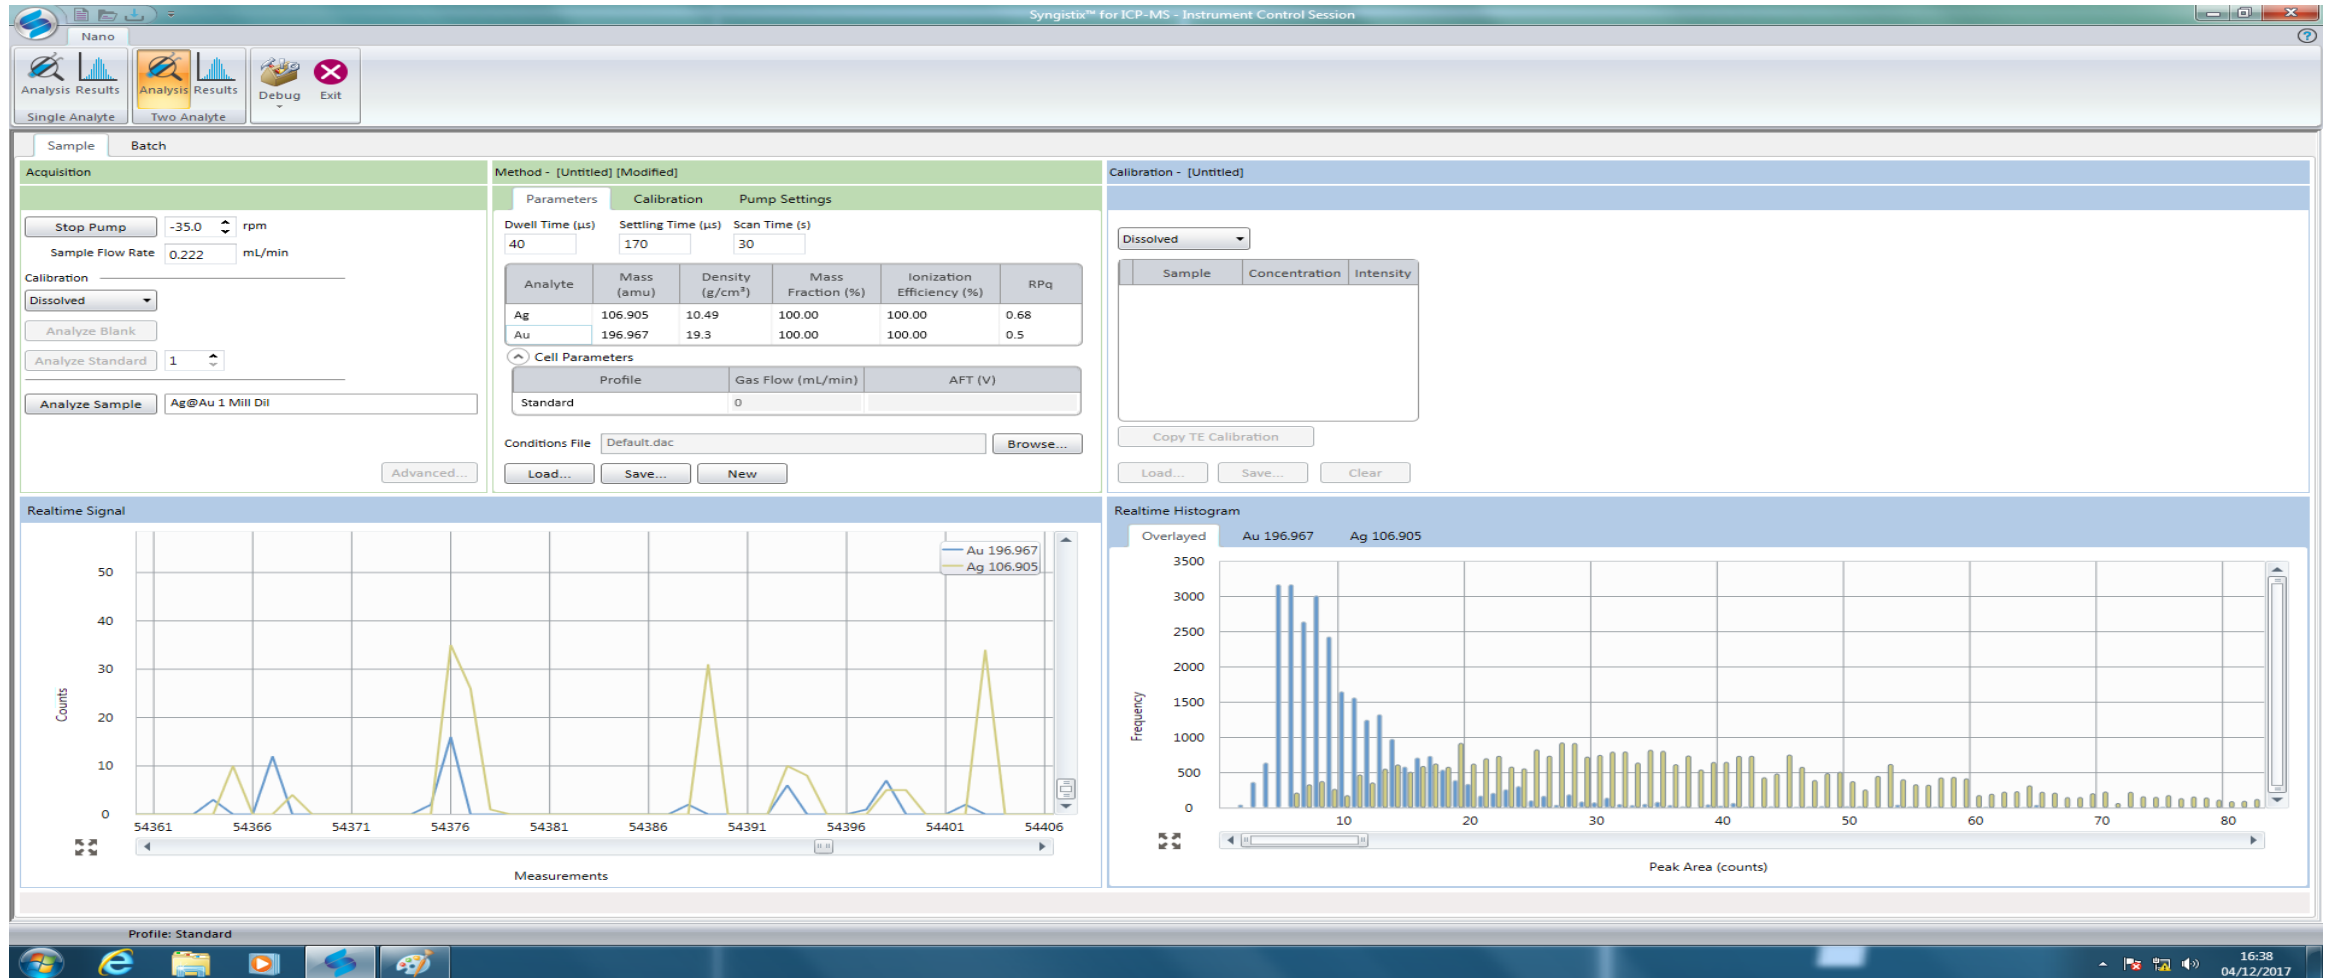 Syngistix™ for ICP-MS - Instrument Control Session
Nano
Analysis Results Analysis Results Debug Exit
Single Analyte Two Analyte
Sample Batch
Acquisition
Stop Pump -35.0 rpm
Sample Flow Rate 0.222 mL/min
Calibration
Dissolved
Analyze Blank
Analyze Standard 1
Analyze Sample Ag@Au 1 Mill Dil
Advanced...
Method - [Untitled] [Modified]
Parameters Calibration Pump Settings
Dwell Time (µs) Settling Time (µs) Scan Time (s)
40 170 30
Analyte Mass (amu) Density (g/cm³) Mass Fraction (%) Ionization Efficiency (%) RPq
Ag 106.905 10.49 100.00 100.00 0.68
Au 196.967 19.3 100.00 100.00 0.5
Cell Parameters
Profile Gas Flow (mL/min) AFT (V)
Standard 0
Conditions File Default.dac Browse...
Load... Save... New
Calibration - [Untitled]
Dissolved
Sample Concentration Intensity
Copy TE Calibration
Load... Save... Clear
Realtime Signal
Au 196.967
Ag 106.905
50
40
30
20
10
0
Counts
54361 54366 54371 54376 54381 54386 54391 54396 54401 54406
Measurements
Realtime Histogram
Overlayed Au 196.967 Ag 106.905
3500
3000
2500
2000
1500
1000
500
0
Frequency
10 20 30 40 50 60 70 80
Peak Area (counts)
Profile: Standard
16:38
04/12/2017